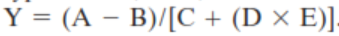 Y = (A − B)/[C + (D × E)].